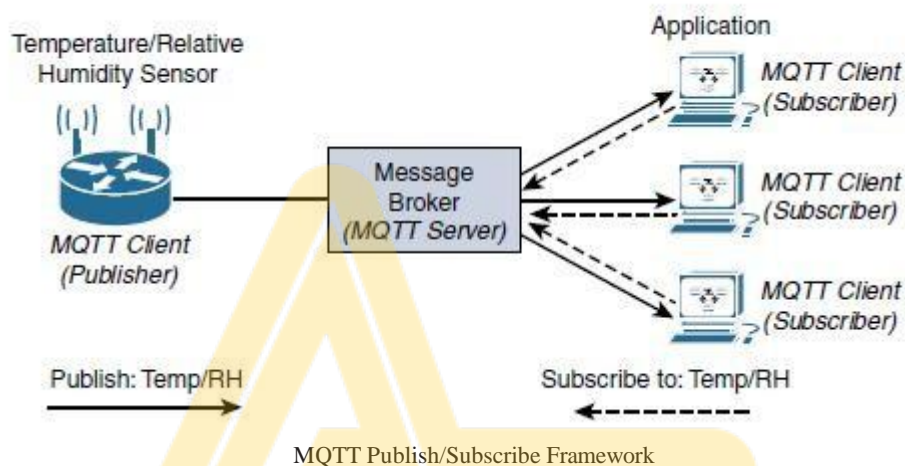 Temperature/Relative
Humidity Sensor
MQTT Client
(Publisher)
Message
Broker
(MQTT Server)
Application
MQTT Client
(Subscriber)
MQTT Client
(Subscriber)
MQTT Client
(Subscriber)
Publish: Temp/RH
Subscribe to: Temp/RH
MQTT Publish/Subscribe Framework